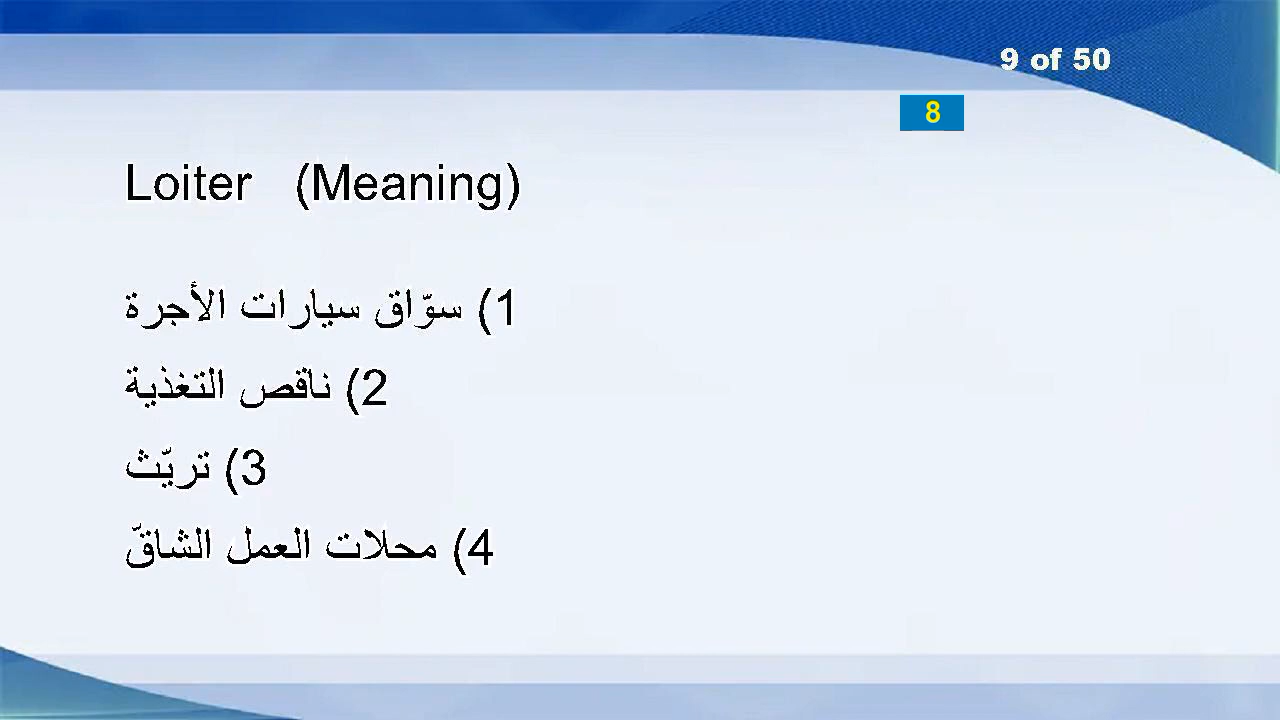 9 of 50
8
Loiter (Meaning)
1) سوّاق سيارات الأجرة
2) ناقص التغذية
3) تريّث
4) محلات العمل الشاقّ